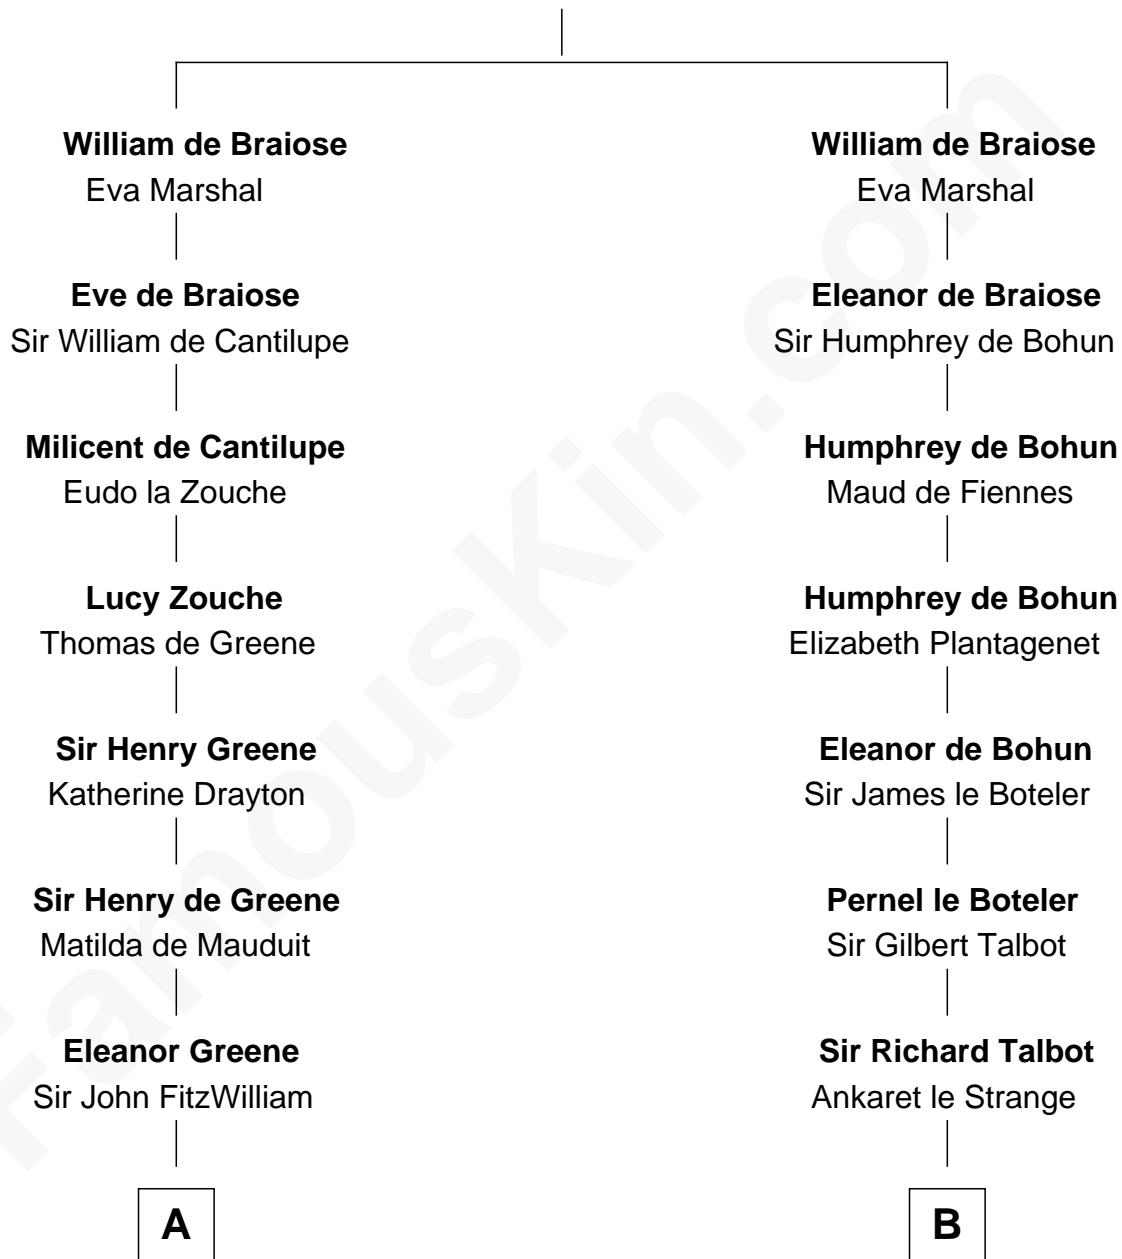 William de Braiose
Eva Marshal
Eve de Braiose
Sir William de Cantilupe
Milicent de Cantilupe
Eudo la Zouche
Lucy Zouche
Thomas de Greene
Sir Henry Greene
Katherine Drayton
Sir Henry de Greene
Matilda de Mauduit
Eleanor Greene
Sir John FitzWilliam
A
William de Braiose
Eva Marshal
Eleanor de Braiose
Sir Humphrey de Bohun
Humphrey de Bohun
Maud de Fiennes
Humphrey de Bohun
Elizabeth Plantagenet
Eleanor de Bohun
Sir James le Boteler
Pernel le Boteler
Sir Gilbert Talbot
Sir Richard Talbot
Ankaret le Strange
B
FamousKin.com